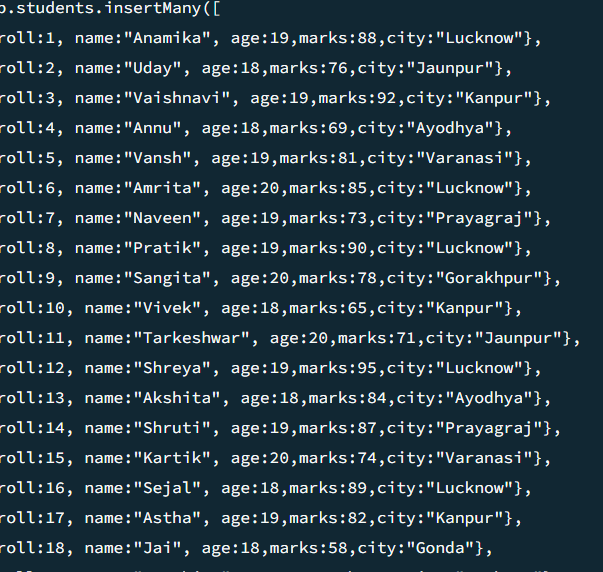 b.students.insertMany([
roll:1, name:"Anamika", age:19,marks:88,city:"Lucknow"},
roll:2, name:"Uday", age:18,marks:76,city:"Jaunpur"},
roll:3, name:"Vaishnavi", age:19,marks:92,city:"Kanpur"},
roll:4, name:"Annu", age:18,marks:69,city:"Ayodhya"},
roll:5, name:"Vansh", age:19,marks:81,city:"Varanasi"},
roll:6, name:"Amrita", age:20,marks:85,city:"Lucknow"},
roll:7, name:"Naveen", age:19,marks:73,city:"Prayagraj"},
roll:8, name:"Pratik", age:19,marks:90,city:"Lucknow"},
roll:9, name:"Sangita", age:20,marks:78,city:"Gorakhpur"},
roll:10, name:"Vivek", age:18,marks:65,city:"Kanpur"},
roll:11, name:"Tarkeshwar", age:20,marks:71,city:"Jaunpur"},
roll:12, name:"Shreya", age:19,marks:95,city:"Lucknow"},
roll:13, name:"Akshita", age:18,marks:84,city:"Ayodhya"},
roll:14, name:"Shruti", age:19,marks:87,city:"Prayagraj"},
roll:15, name:"Kartik", age:20,marks:74,city:"Varanasi"},
roll:16, name:"Sejal", age:18,marks:89,city:"Lucknow"},
roll:17, name:"Astha", age:19,marks:82,city:"Kanpur"},
roll:18, name:"Jai", age:18,marks:58,city:"Gonda"},